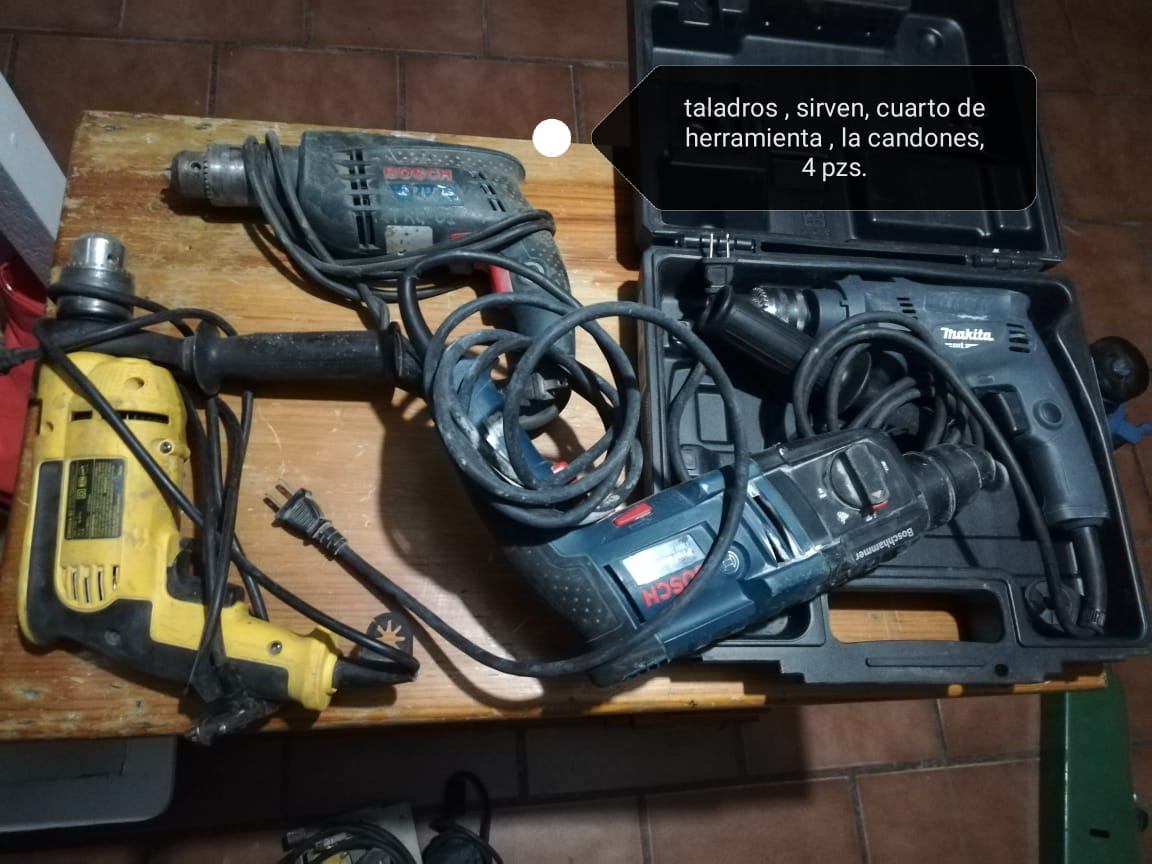 taladros , sirven, cuarto de
herramienta , la candones,
4 pzs.
BOSCH
makita
BOSCH
Boschhammer